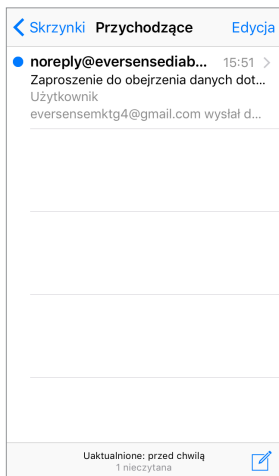 Skrzynki Przychodzące Edycja
noreply@eversensediab... 15:51
Zaproszenie do obejrzenia danych dot...
Użytkownik
eversensemktg4@gmail.com wysłał d...
Uaktualnione: przed chwilą
1 nieczytana